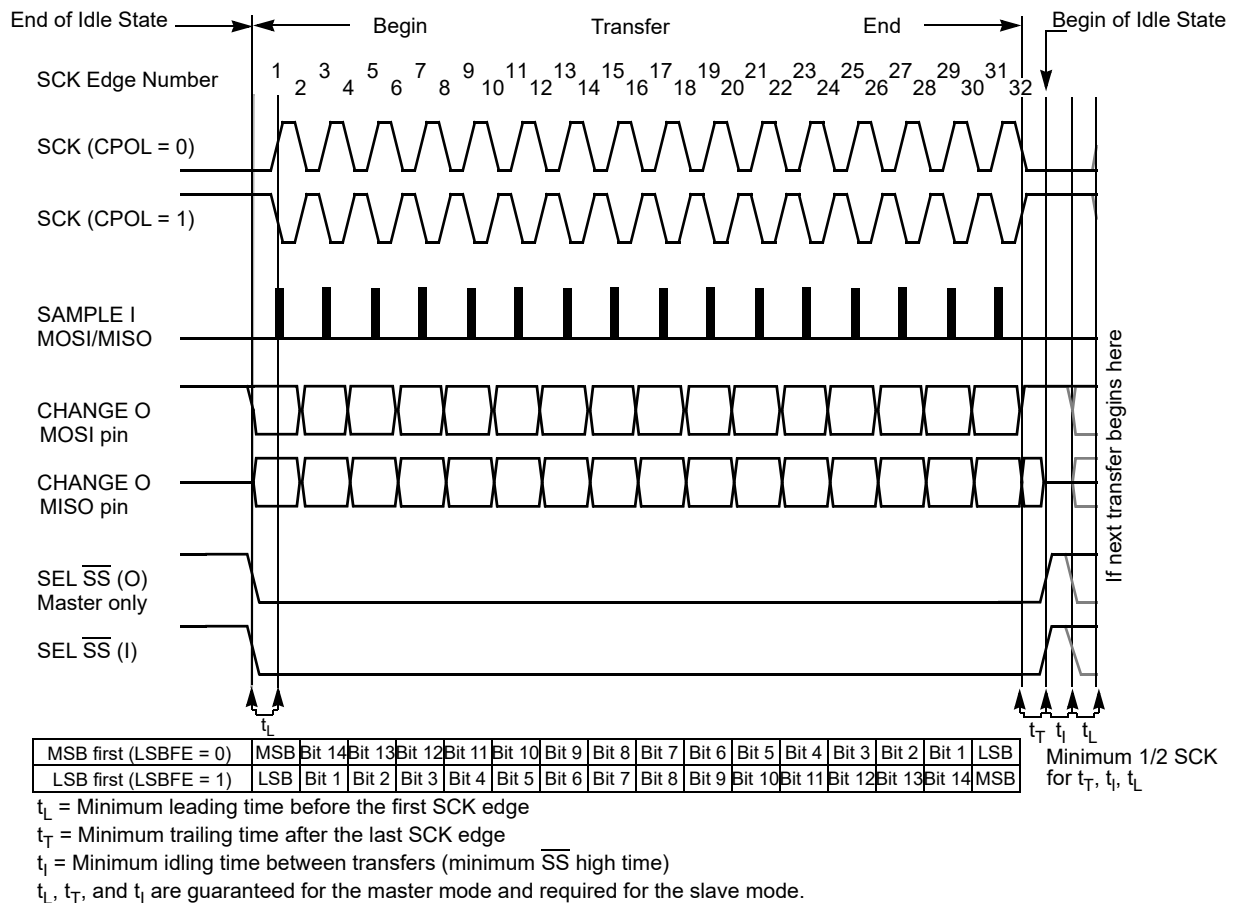 End of Idle State
Begin
Transfer
End
Begin of Idle State
SCK Edge Number
1 3 5 7 9 11 13 15 17 19 21 23 25 27 29 31
2 4 6 8 10 12 14 16 18 20 22 24 26 28 30 32
SCK (CPOL = 0)
SCK (CPOL = 1)
SAMPLE I
MOSI/MISO
CHANGE O
MOSI pin
CHANGE O
MISO pin
SEL SS (O)
Master only
SEL SS (I)
If next transfer begins here
tL
tT tI tL
MSB first (LSBFE = 0) MSB Bit 14 Bit 13 Bit 12 Bit 11 Bit 10 Bit 9 Bit 8 Bit 7 Bit 6 Bit 5 Bit 4 Bit 3 Bit 2 Bit 1 LSB
LSB first (LSBFE = 1) LSB Bit 1 Bit 2 Bit 3 Bit 4 Bit 5 Bit 6 Bit 7 Bit 8 Bit 9 Bit 10 Bit 11 Bit 12 Bit 13 Bit 14 MSB
Minimum 1/2 SCK
for tT, tI, tL
tL = Minimum leading time before the first SCK edge
tT = Minimum trailing time after the last SCK edge
tI = Minimum idling time between transfers (minimum SS high time)
tL, tT, and tI are guaranteed for the master mode and required for the slave mode.